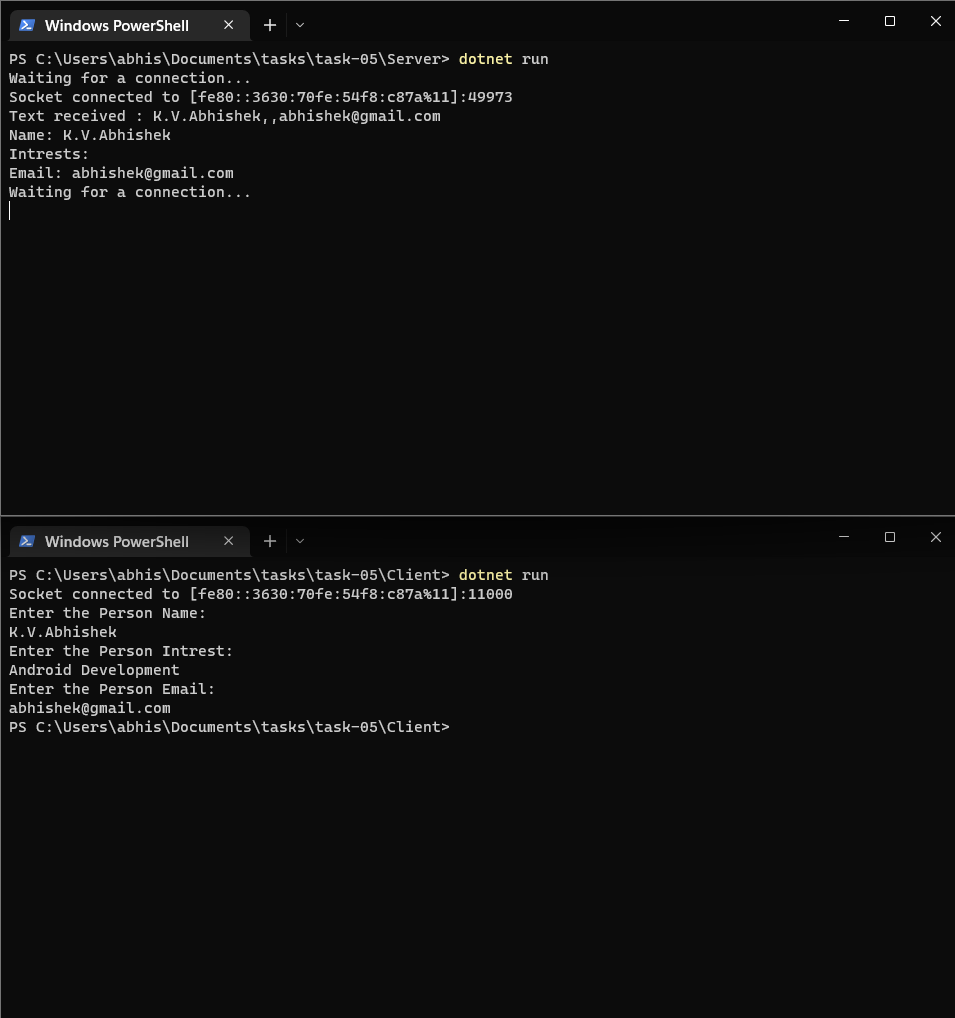 Windows PowerShell
PS C:\Users\abhis\Documents\tasks\task-05\Server> dotnet run
Waiting for a connection...
Socket connected to [fe80::3630:70fe:54f8:c87a%11]:49973
Text received : K.V.Abhishek,,abhishek@gmail.com
Name: K.V.Abhishek
Intrests:
Email: abhishek@gmail.com
Waiting for a connection...
Windows PowerShell
PS C:\Users\abhis\Documents\tasks\task-05\Client> dotnet run
Socket connected to [fe80::3630:70fe:54f8:c87a%11]:11000
Enter the Person Name:
K.V.Abhishek
Enter the Person Intrest:
Android Development
Enter the Person Email:
abhishek@gmail.com
PS C:\Users\abhis\Documents\tasks\task-05\Client>